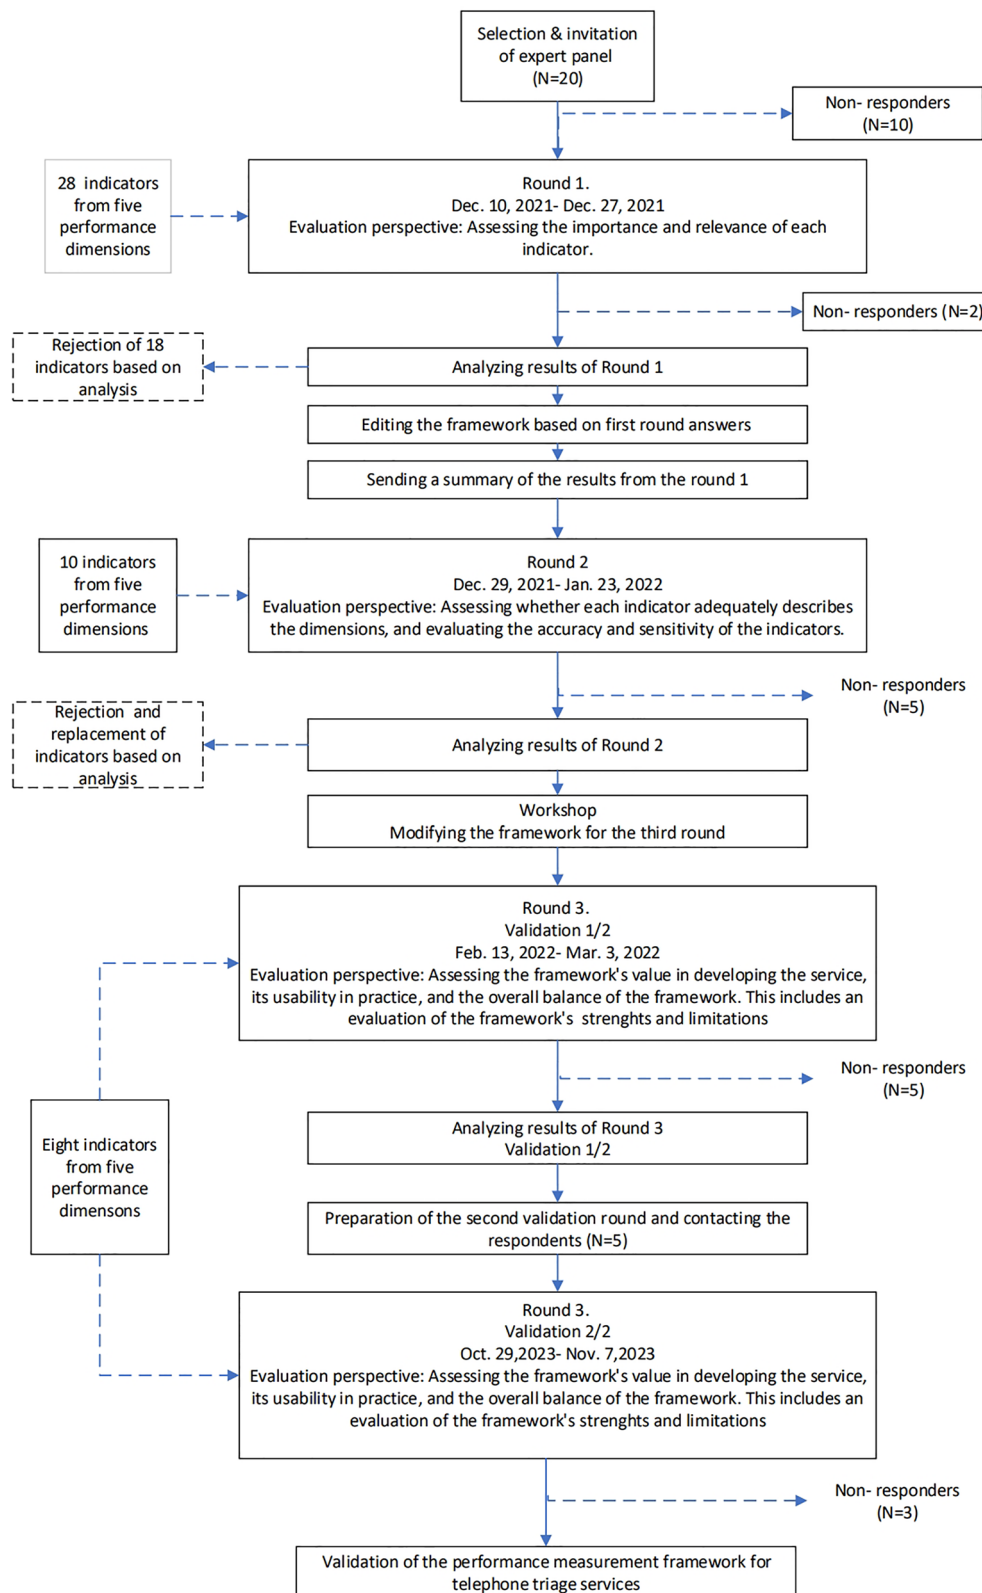 Selection & invitation
of expert panel
(N=20)
Non- responders
(N=10)
28 indicators
from five
performance
dimensions
Round 1.
Dec. 10, 2021- Dec. 27, 2021
Evaluation perspective: Assessing the importance and relevance of each
indicator.
Non- responders (N=2)
Rejection of 18
indicators based on
analysis
Analyzing results of Round 1
Editing the framework based on first round answers
Sending a summary of the results from the round 1
10 indicators
from five
performance
dimensions
Round 2
Dec. 29, 2021- Jan. 23, 2022
Evaluation perspective: Assessing whether each indicator adequately describes
the dimensions, and evaluating the accuracy and sensitivity of the indicators.
Non- responders
(N=5)
Rejection and
replacement of
indicators based on
analysis
Analyzing results of Round 2
Workshop
Modifying the framework for the third round
Round 3.
Validation 1/2
Feb. 13, 2022- Mar. 3, 2022
Evaluation perspective: Assessing the framework's value in developing the service,
its usability in practice, and the overall balance of the framework. This includes an
evaluation of the framework's strenghts and limitations
Non- responders
(N=5)
Eight indicators
from five
performance
dimensons
Analyzing results of Round 3
Validation 1/2
Preparation of the second validation round and contacting the
respondents (N=5)
Round 3.
Validation 2/2
Oct. 29,2023- Nov. 7,2023
Evaluation perspective: Assessing the framework's value in developing the service,
its usability in practice, and the overall balance of the framework. This includes an
evaluation of the framework's strenghts and limitations
Non- responders
(N=3)
Validation of the performance measurement framework for
telephone triage services